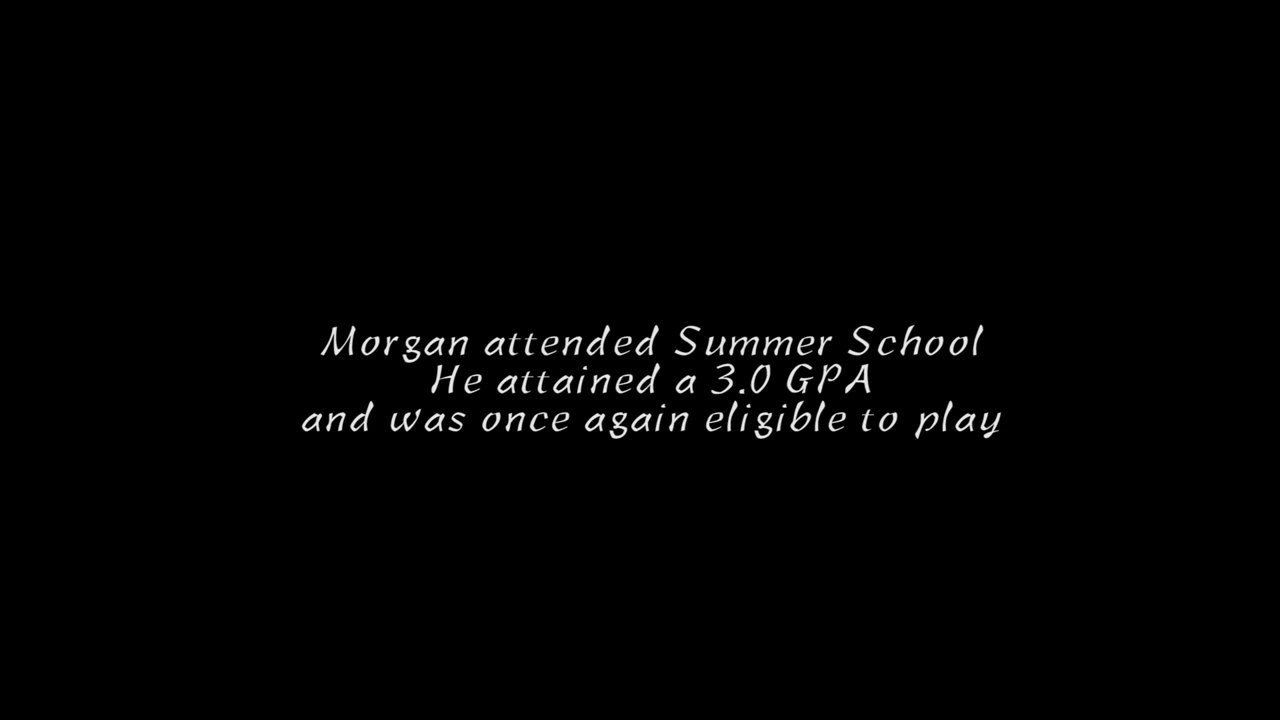 Morgan attended Summer School
He attained a 3.0 GPA
and was once again eligible to play